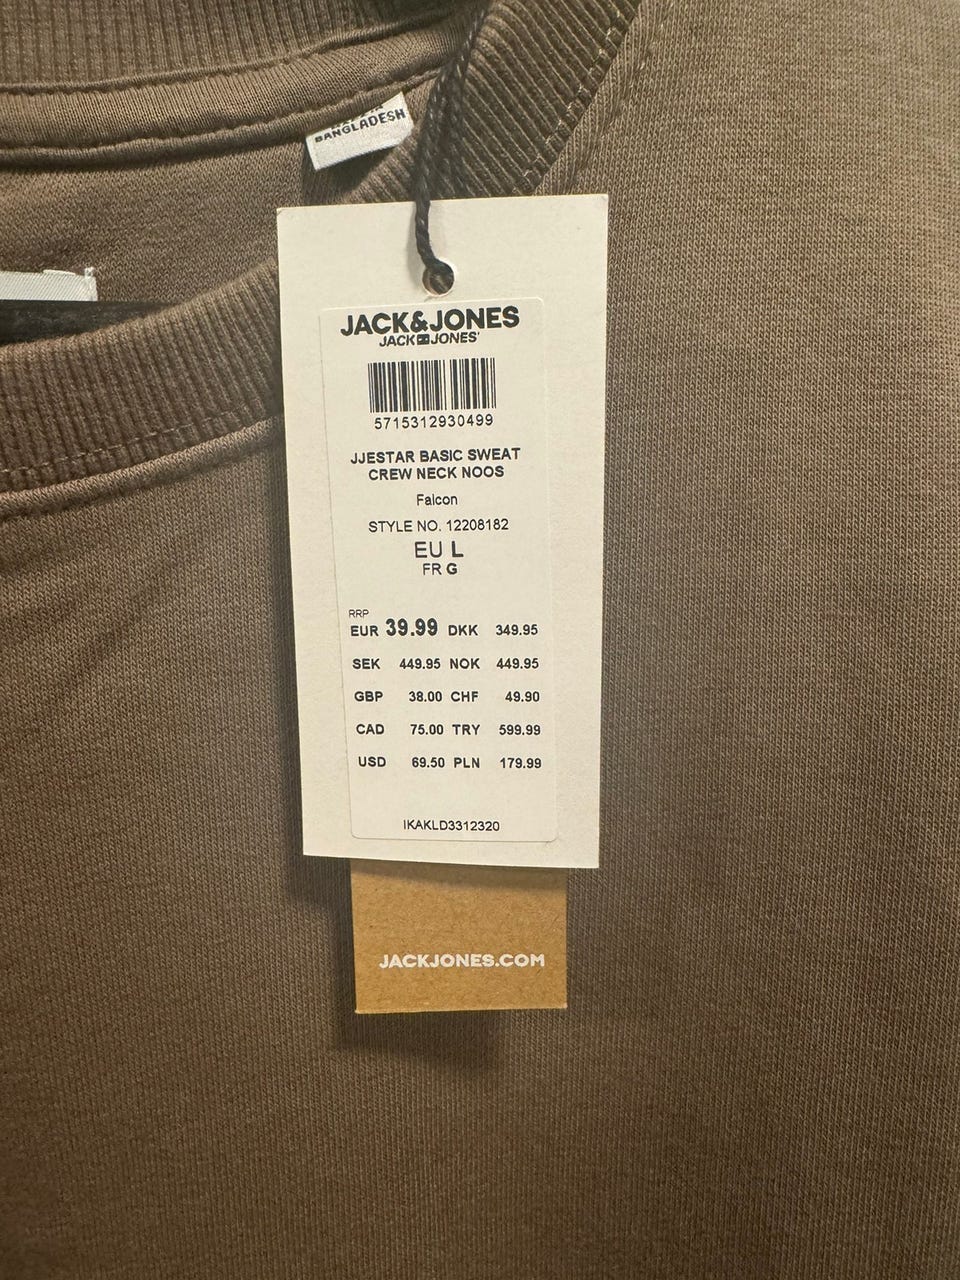 BANGLADESH
JACK&JONES
JACK JONES
5715312930499
JJESTAR BASIC SWEAT
CREW NECK NOOS
Falcon
STYLE NO. 12208182
EU L
FR G
RRP
EUR 39.99 DKK 349.95
SEK 449.95 NOK 449.95
GBP 38.00 CHF 49.90
CAD 75.00 TRY 599.99
USD 69.50 PLN 179.99
IKAKLD3312320
JACKJONES.COM